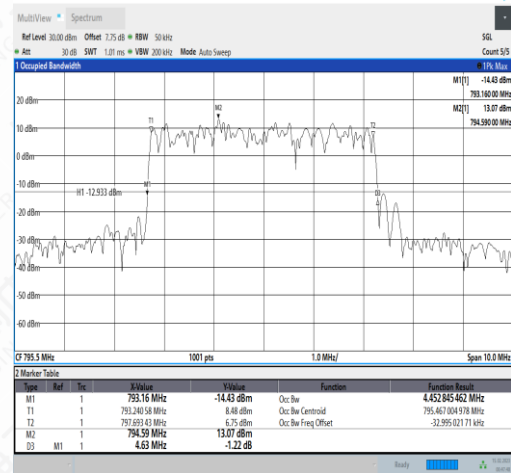 MultiView Spectrum
Ref Level 30.00 dBm Offset 7.75 dB RBW 50 kHz SGL
Att 30 dB SWT 1.01 ms VBW 200 kHz Mode Auto Sweep Count 5/5
1 Occupied Bandwidth 1Pk Max
M1[1] -14.43 dBm
793.160 00 MHz
M2[1] 13.07 dBm
794.590 00 MHz
20 dBm
M2
T1
T2
10 dBm
0 dBm
-10 dBm
M1
D3
H1 -12.933 dBm
-20 dBm
-30 dBm
-40 dBm
-60 dBm
CF 795.5 MHz 1001 pts 1.0 MHz/ Span 10.0 MHz
2 Marker Table
Type Ref Trc X-Value Y-Value Function Function Result
M1 1 793.16 MHz -14.43 dBm Occ Bw 4.452 845 462 MHz
T1 1 793.240 58 MHz 8.48 dBm Occ Bw Centroid 795.467 004 978 MHz
T2 1 797.693 43 MHz 6.75 dBm Occ Bw Freq Offset -32.995 021 71 kHz
M2 1 794.59 MHz 13.07 dBm
D3 M1 1 4.63 MHz -1.22 dB
Ready